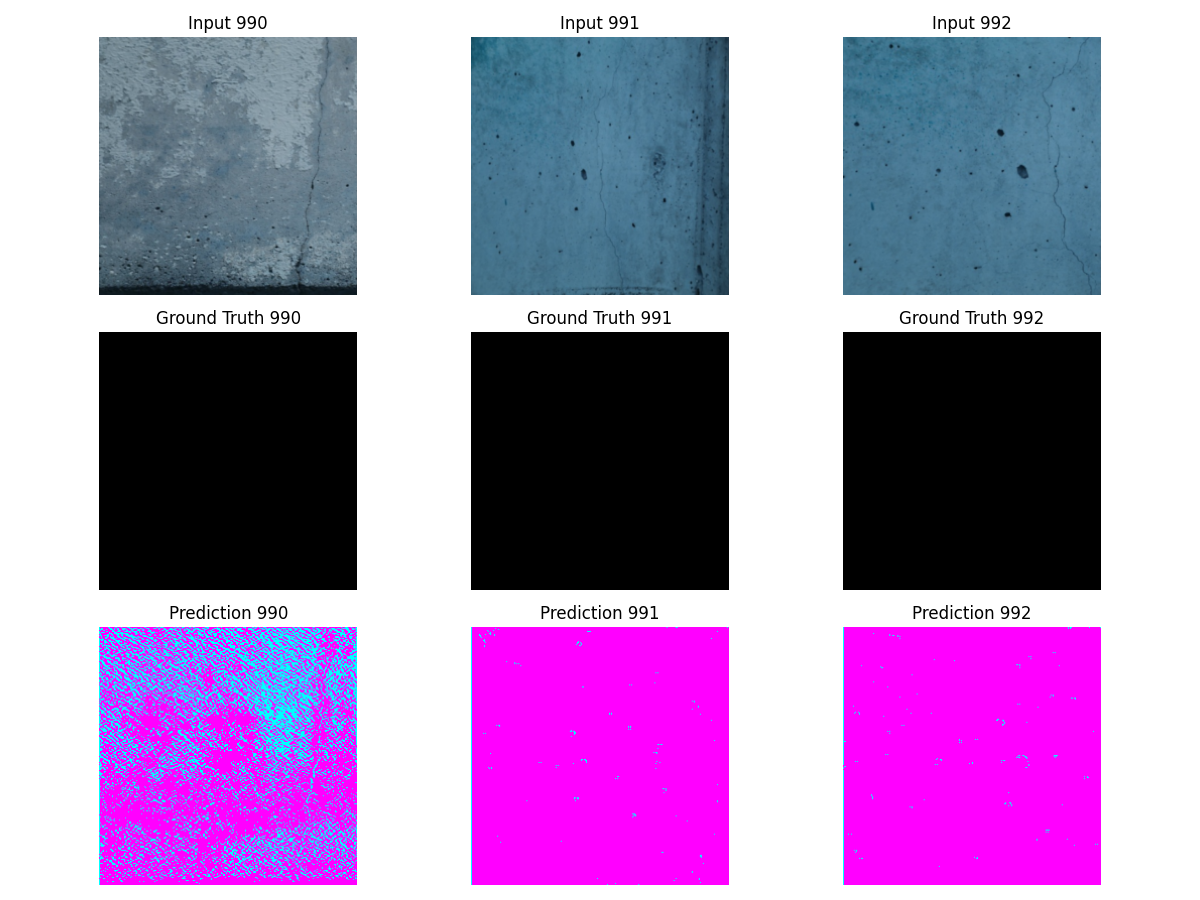 Input 990
Input 991
Input 992
Ground Truth 990
Ground Truth 991
Ground Truth 992
Prediction 990
Prediction 991
Prediction 992